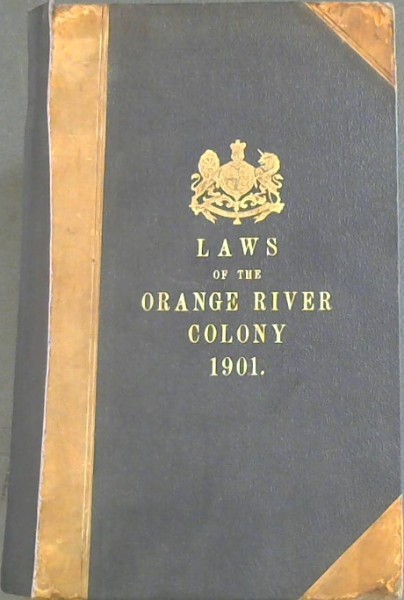 LAWS
OF THE
ORANGE RIVER
COLONY
1901.